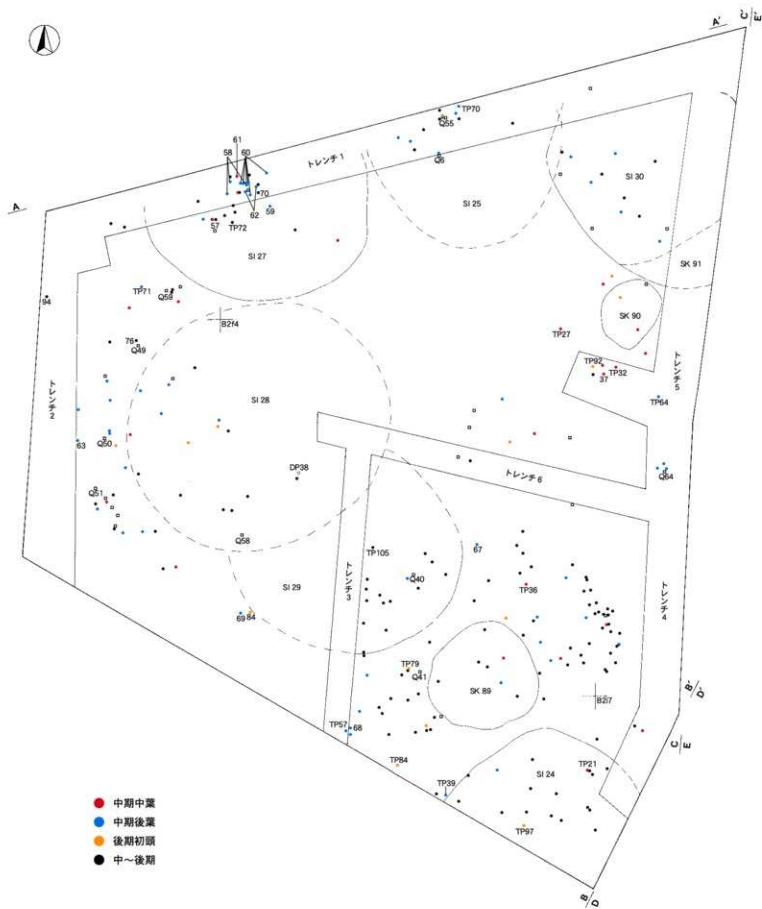 C' E'
A'
TP70
Q55
61
58 60
トレンチ1
Q6
70
SI 30
A
59
62
SI 25
57
TP72
SI 27
SK 91
TP71
Q59
94
B2f4
SK 90
TP27
76
Q49
TP92
TP32
37
トレンチ5
トレンチ2
SI 28
TP64
63
Q50
Q64
DP38
トレンチ6
Q51
Q58
67
TP105
Q40
TP36
SI 29
トレンチ3
トレンチ4
69 84
TP79
Q41
SK 89
B2i7
B' D'
TP57 68
C E
TP84
SI 24
TP21
TP39
TP97
中期中葉
中期後葉
後期初頭
中～後期
B D